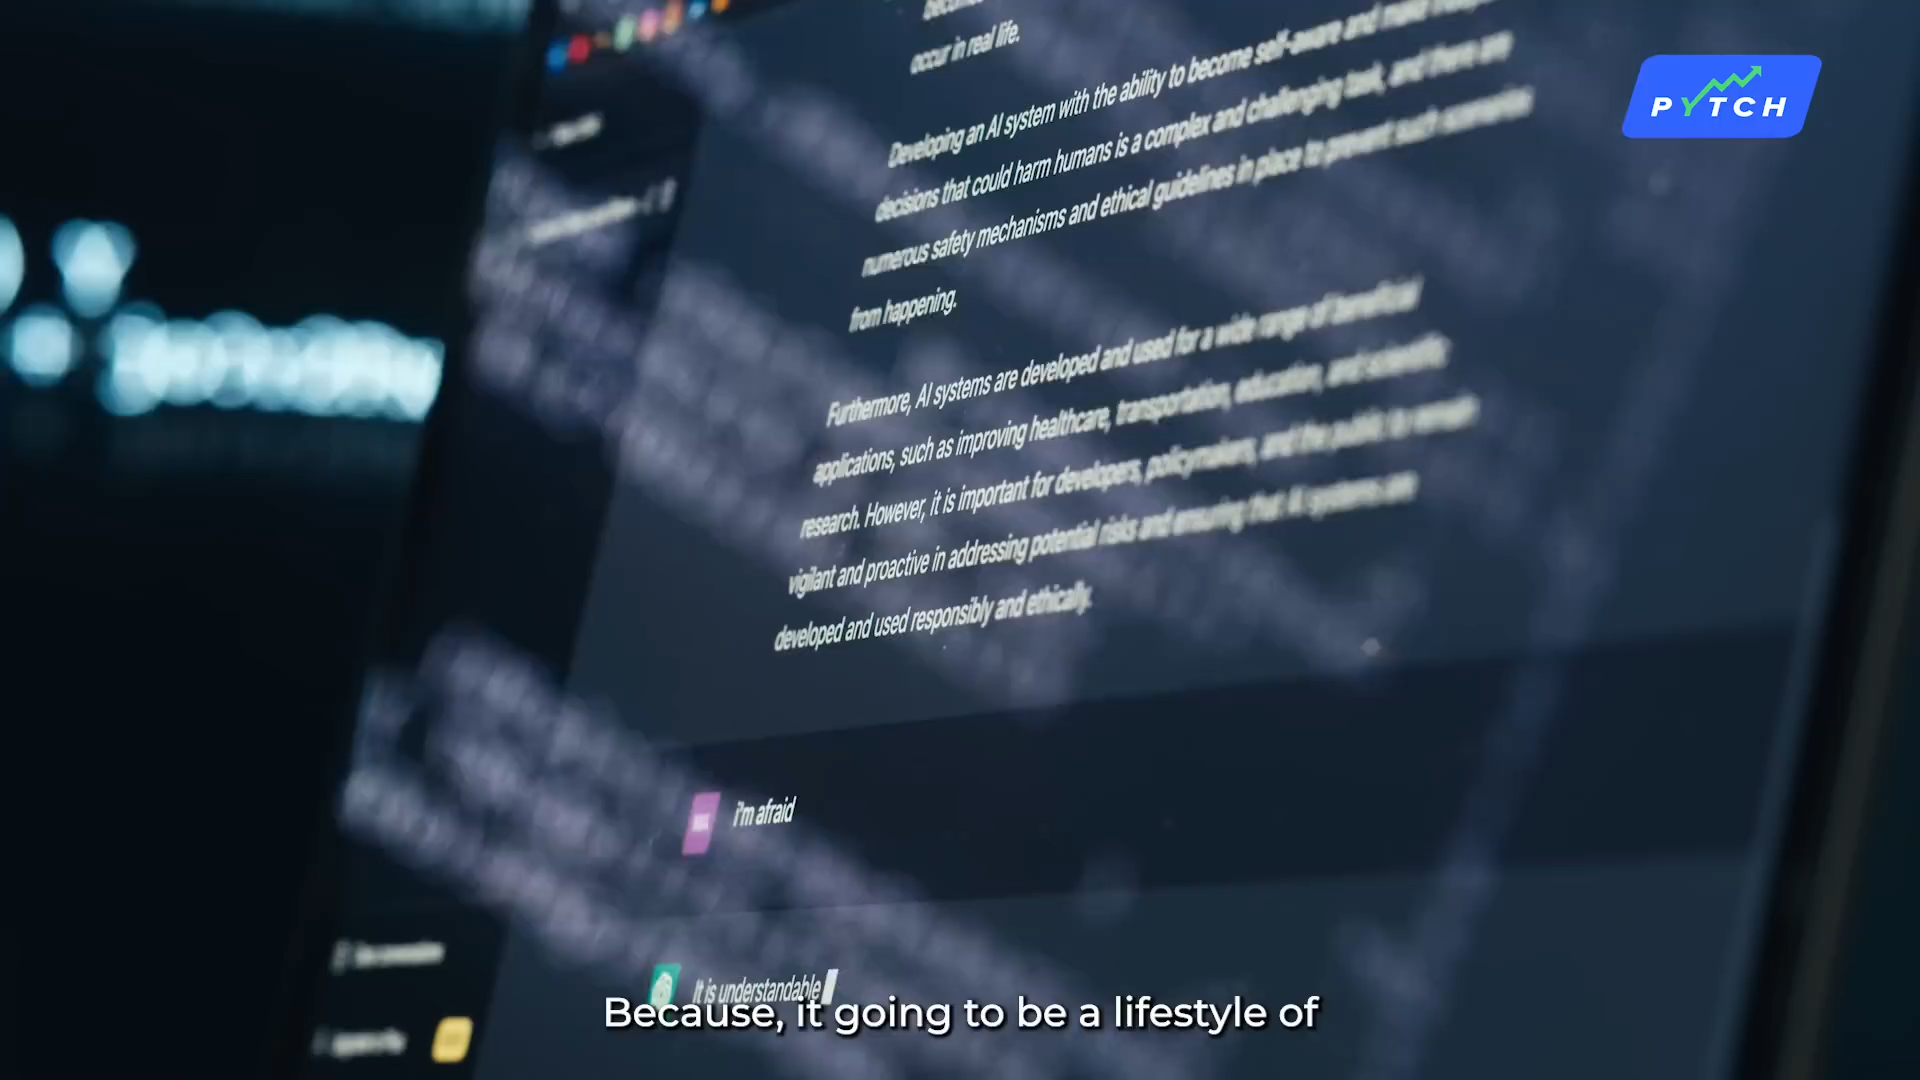 PYTCH
occur in real life.
Developing an AI system with the ability to become self-aware and make
decisions that could harm humans is a complex and challenging task, and there are
numerous safety mechanisms and ethical guidelines in place to prevent such scenarios
from happening.
Furthermore, AI systems are developed and used for a wide range of beneficial
applications, such as improving healthcare, transportation, education, and scientific
research. However, it is important for developers, policymakers, and the public to remain
vigilant and proactive in addressing potential risks and ensuring that AI systems are
developed and used responsibly and ethically.
i'm afraid
It is understandable
Because, it going to be a lifestyle of